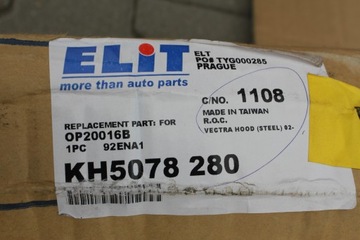 ELiT
more than auto parts
ELT
PO# TYG000285
PRAGUE
C/NO. 1108
MADE IN TAIWAN
R.O.C.
VECTRA HOOD (STEEL) 92-
REPLACEMENT PART: FOR
OP20016B
1PC 92ENA1
KH5078 280